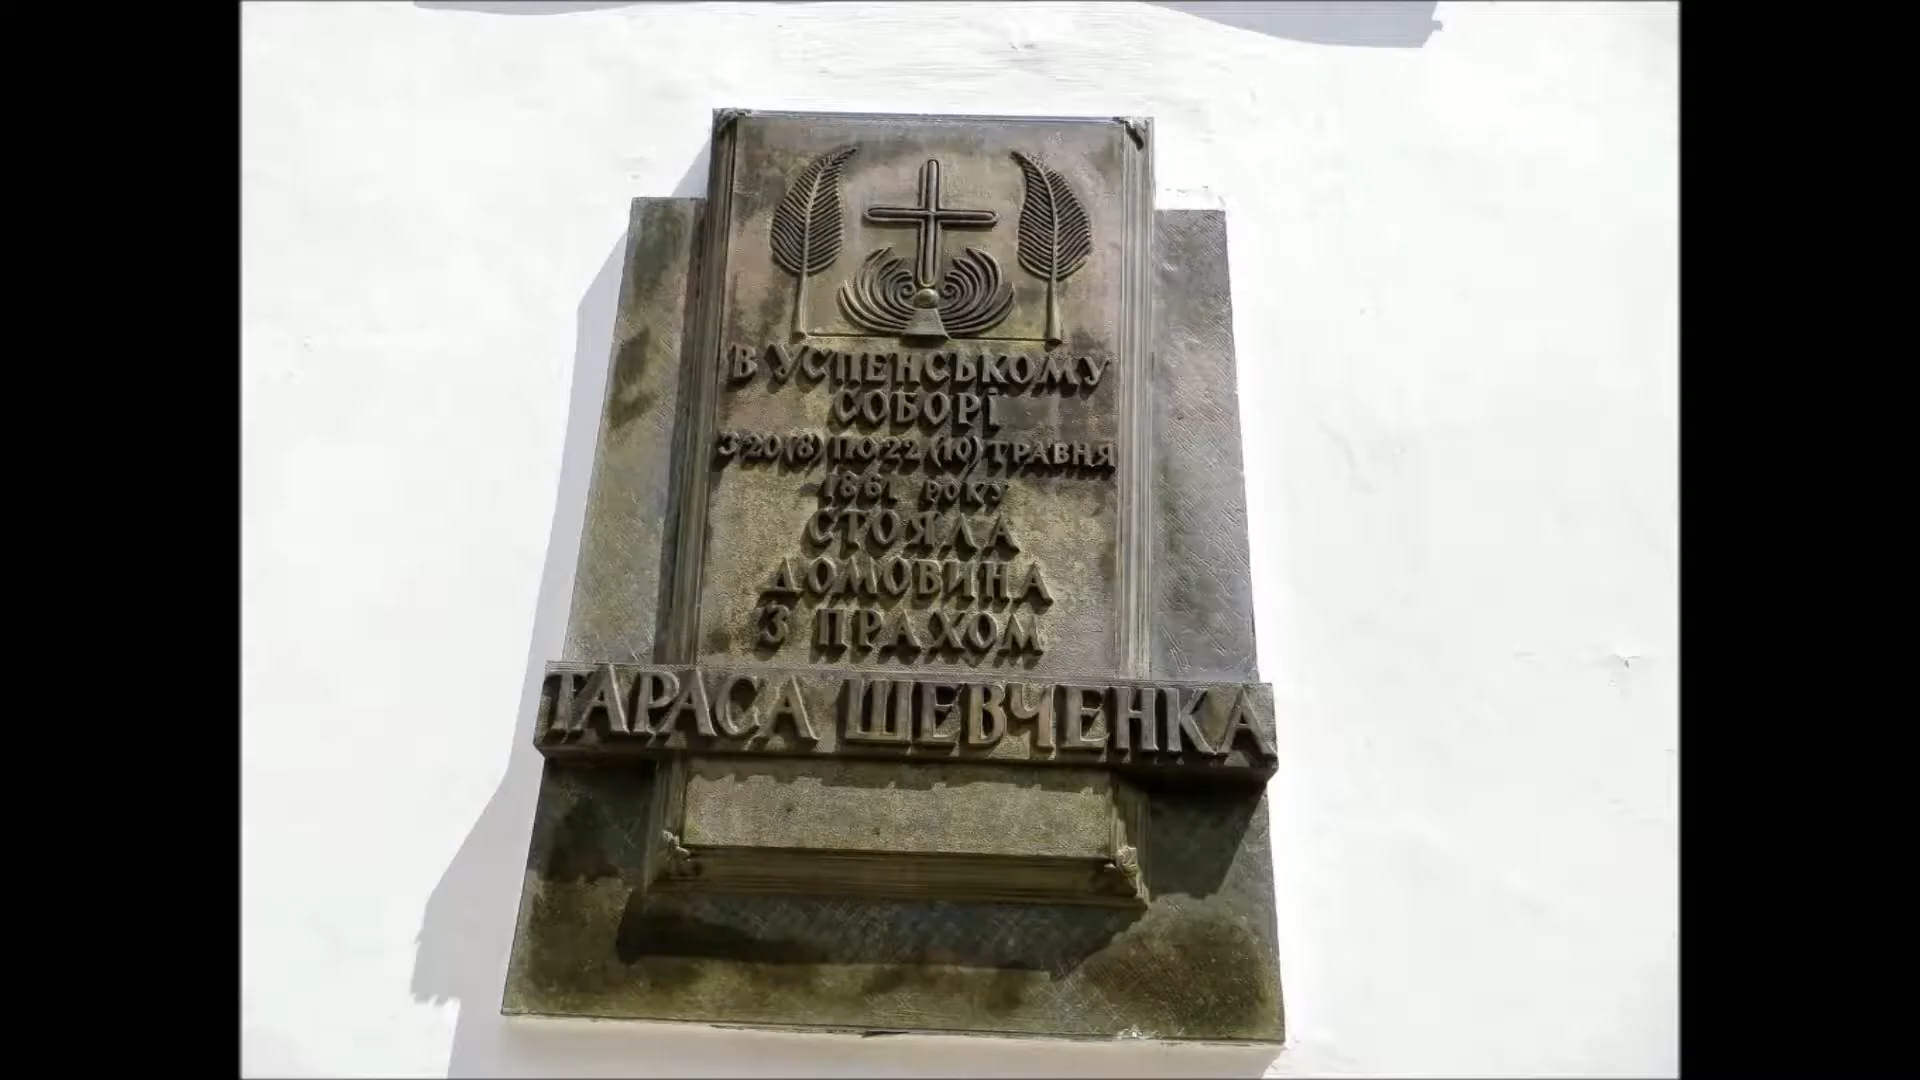 В УСПЕНСЬКОМУ
СОБОРІ
З 20(8) ПО 22 (10) ТРАВНЯ
1861 РОКУ
СТОЯЛА
ДОМОВИНА
З ПРАХОМ
ТАРАСА ШЕВЧЕНКА